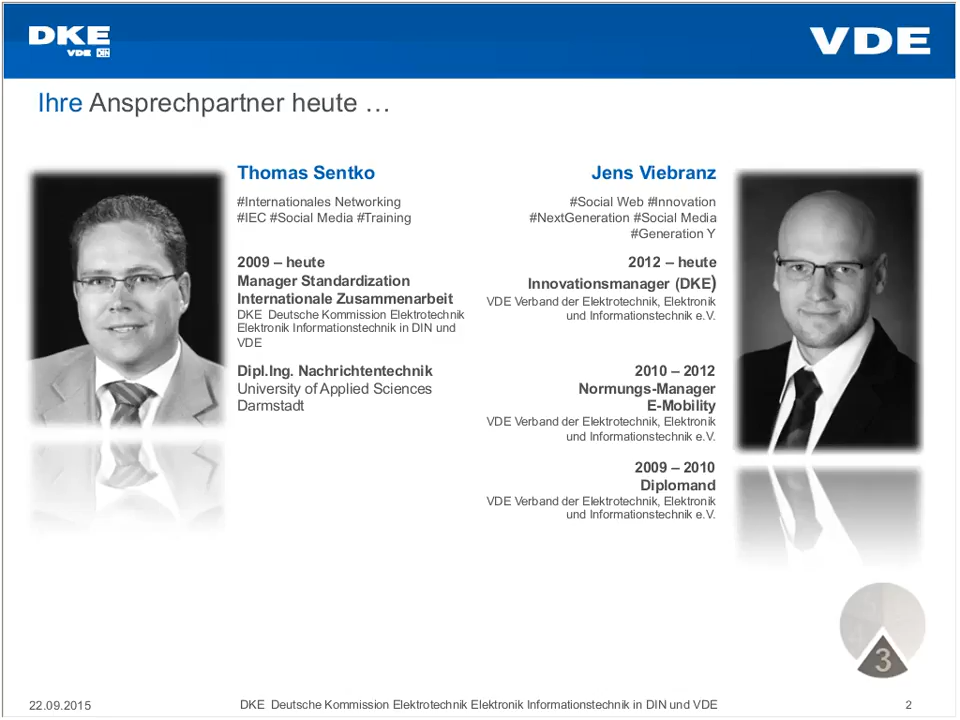 DKE
VDE DIN
VDE
Ihre Ansprechpartner heute …
Thomas Sentko
#Internationales Networking
#IEC #Social Media #Training
2009 – heute
Manager Standardization
Internationale Zusammenarbeit
DKE Deutsche Kommission Elektrotechnik
Elektronik Informationstechnik in DIN und
VDE
Dipl.Ing. Nachrichtentechnik
University of Applied Sciences
Darmstadt
Jens Viebranz
#Social Web #Innovation
#NextGeneration #Social Media
#Generation Y
2012 – heute
Innovationsmanager (DKE)
VDE Verband der Elektrotechnik, Elektronik
und Informationstechnik e.V.
2010 – 2012
Normungs-Manager
E-Mobility
VDE Verband der Elektrotechnik, Elektronik
und Informationstechnik e.V.
2009 – 2010
Diplomand
VDE Verband der Elektrotechnik, Elektronik
und Informationstechnik e.V.
3
22.09.2015
DKE Deutsche Kommission Elektrotechnik Elektronik Informationstechnik in DIN und VDE
2